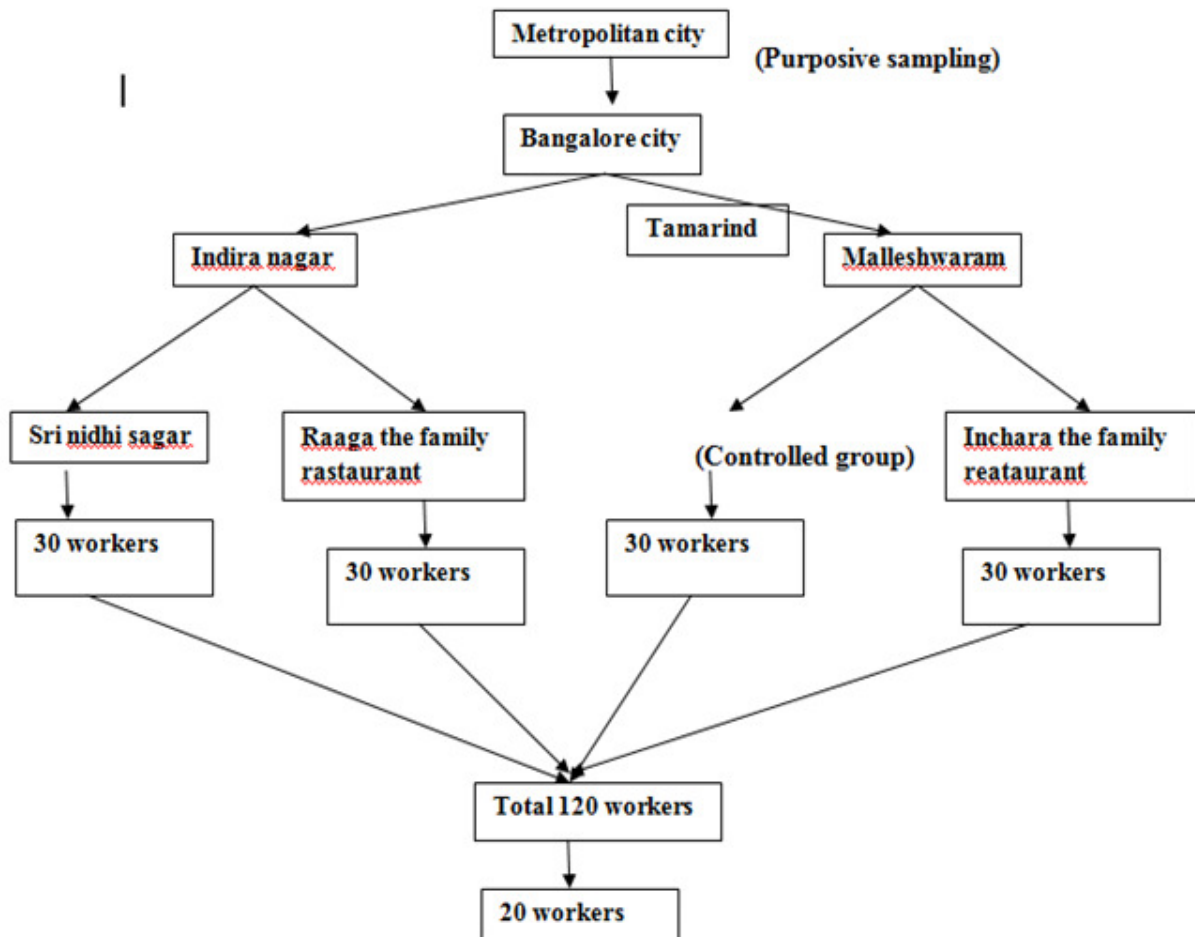 Metropolitan city
(Purposive sampling)
Bangalore city
Tamarind
Indira nagar
Malleshwaram
Sri nidhi sagar
Raaga the family
rastaurant
(Controlled group)
Inchara the family
reataurant
30 workers
30 workers
30 workers
30 workers
Total 120 workers
20 workers